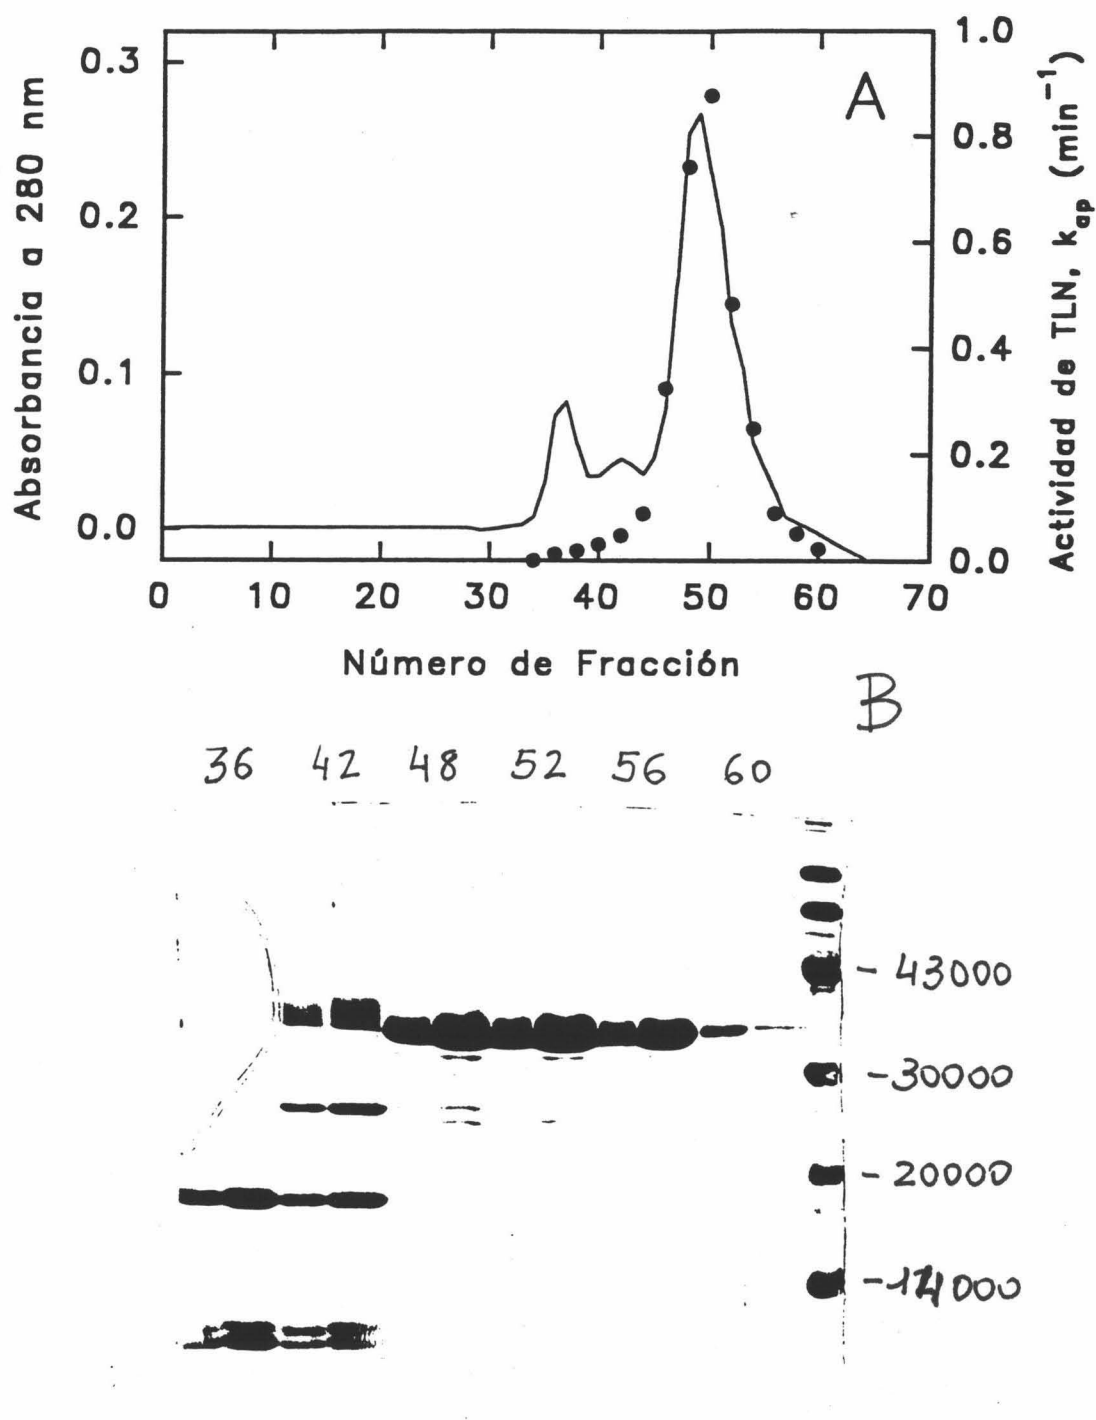 A
Absorbancia a 280 nm
0.3
0.2
0.1
0.0
1.0
0.8
0.6
0.4
0.2
0.0
Actividad de TLN, kap (min−1)
0 10 20 30 40 50 60 70
Número de Fracción
B
36 42 48 52 56 60
- 43000
- 30000
- 20000
- 14000